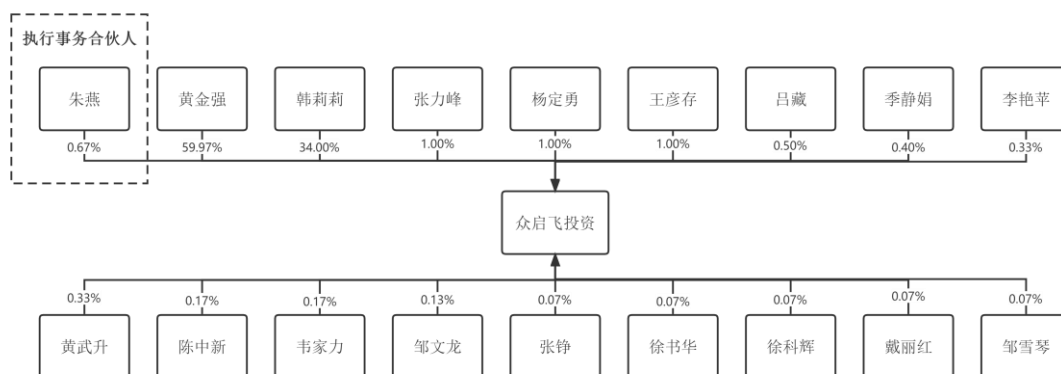 执行事务合伙人
朱燕 黄金强 韩莉莉 张力峰 杨定勇 王彦存 吕藏 季静娟 李艳苹
0.67% 59.97% 34.00% 1.00% 1.00% 1.00% 0.50% 0.40% 0.33%
众启飞投资
0.33% 0.17% 0.17% 0.13% 0.07% 0.07% 0.07% 0.07% 0.07%
黄武升 陈中新 韦家力 邹文龙 张铮 徐书华 徐科辉 戴丽红 邹雪琴